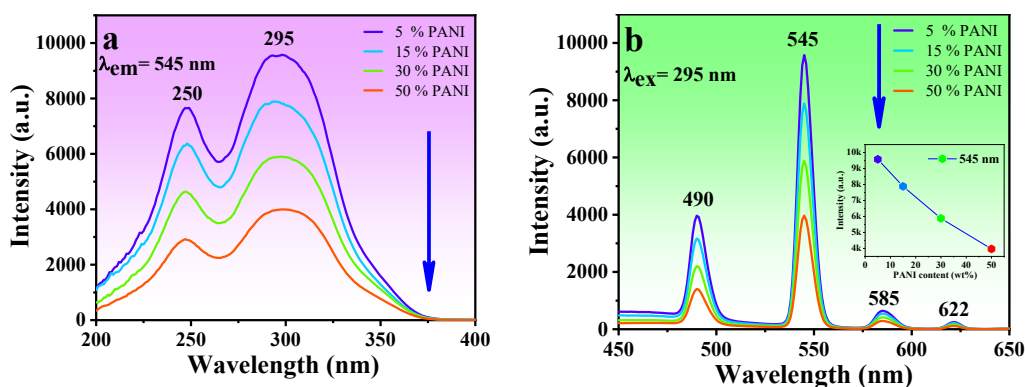 a
λem= 545 nm
250
295
5 % PANI
15 % PANI
30 % PANI
50 % PANI
10000
8000
6000
4000
2000
0
Intensity (a.u.)
200
250
300
350
400
Wavelength (nm)
b
λex= 295 nm
490
545
585
622
5 % PANI
15 % PANI
30 % PANI
50 % PANI
10000
8000
6000
4000
2000
0
Intensity (a.u.)
450
500
550
600
650
Wavelength (nm)
545 nm
10k
9k
8k
7k
6k
5k
4k
Intensity (a.u.)
0
10
20
30
40
50
PANI content (wt%)